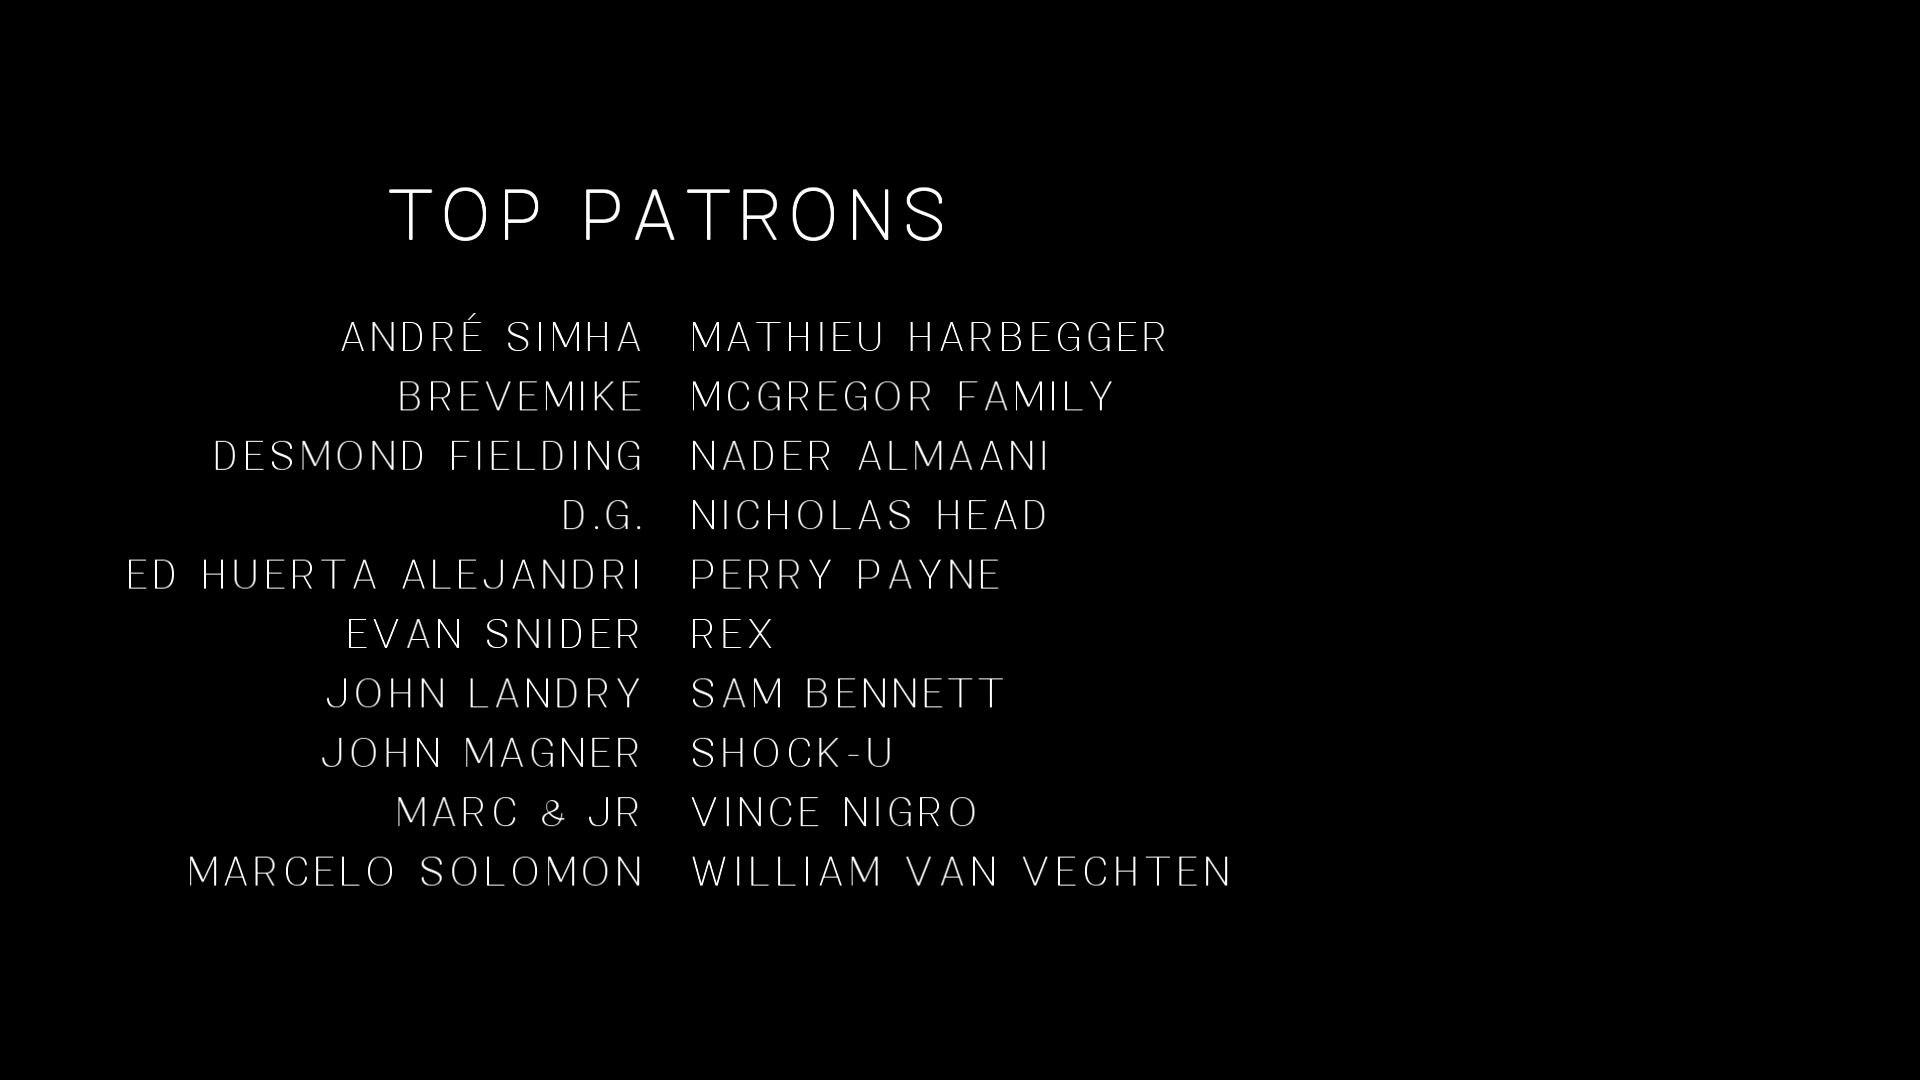 TOP PATRONS
ANDRÉ SIMHA
BREVEMIKE
DESMOND FIELDING
D.G.
ED HUERTA ALEJANDRI
EVAN SNIDER
JOHN LANDRY
JOHN MAGNER
MARC & JR
MARCELO SOLOMON
MATHIEU HARBEGGER
MCGREGOR FAMILY
NADER ALMAANI
NICHOLAS HEAD
PERRY PAYNE
REX
SAM BENNETT
SHOCK-U
VINCE NIGRO
WILLIAM VAN VECHTEN